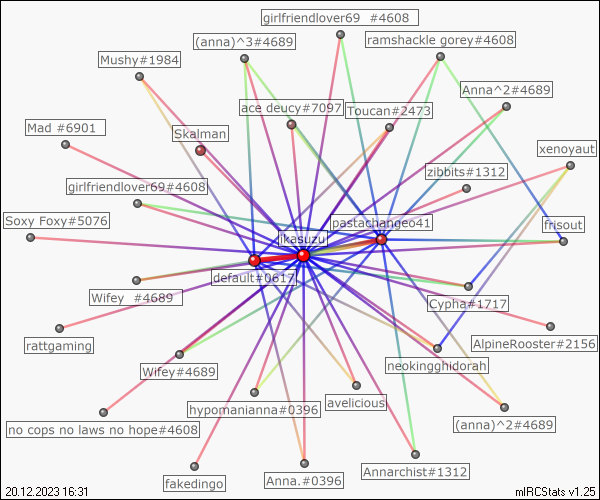 girlfriendlover69 #4608
(anna)^3#4689
ramshackle gorey#4608
Mushy#1984
Anna^2#4689
ace deucy#7097
Toucan#2473
Mad #6901
Skalman
xenoyaut
zibbits#1312
girlfriendlover69#4608
Soxy Foxy#5076
pastachange041
frisout
ikasuzu
default#0617
Wifey #4689
Cypha#1717
rattgaming
AlpineRooster#2156
neokingghidorah
Wifey#4689
avelicious
hypomanianna#0396
(anna)^2#4689
no cops no laws no hope#4608
Annarchist#1312
Anna.#0396
fakedingo
20.12.2023 16:31
mIRCStats v1.25